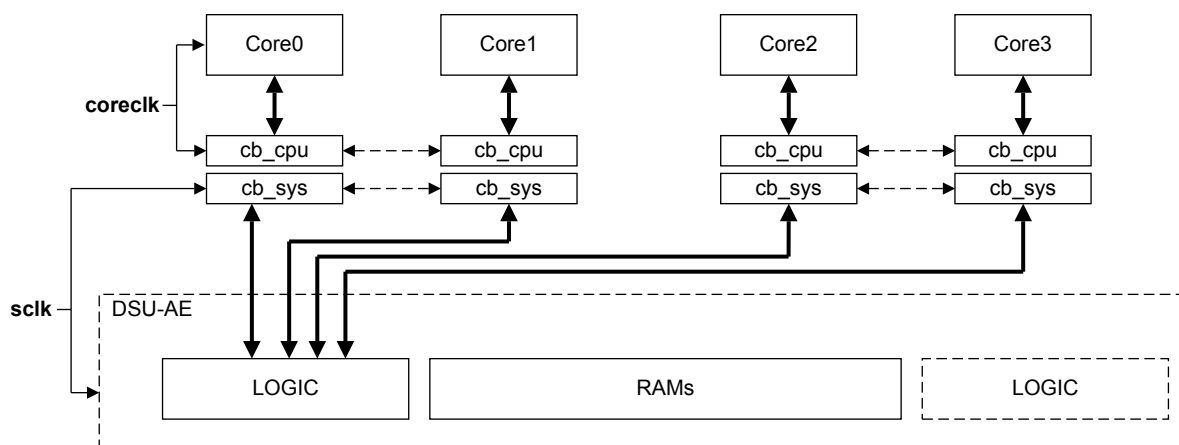 Core0
Core1
Core2
Core3
coreclk
cb_cpu
cb_cpu
cb_cpu
cb_cpu
cb_sys
cb_sys
cb_sys
cb_sys
sclk
DSU-AE
LOGIC
RAMs
LOGIC